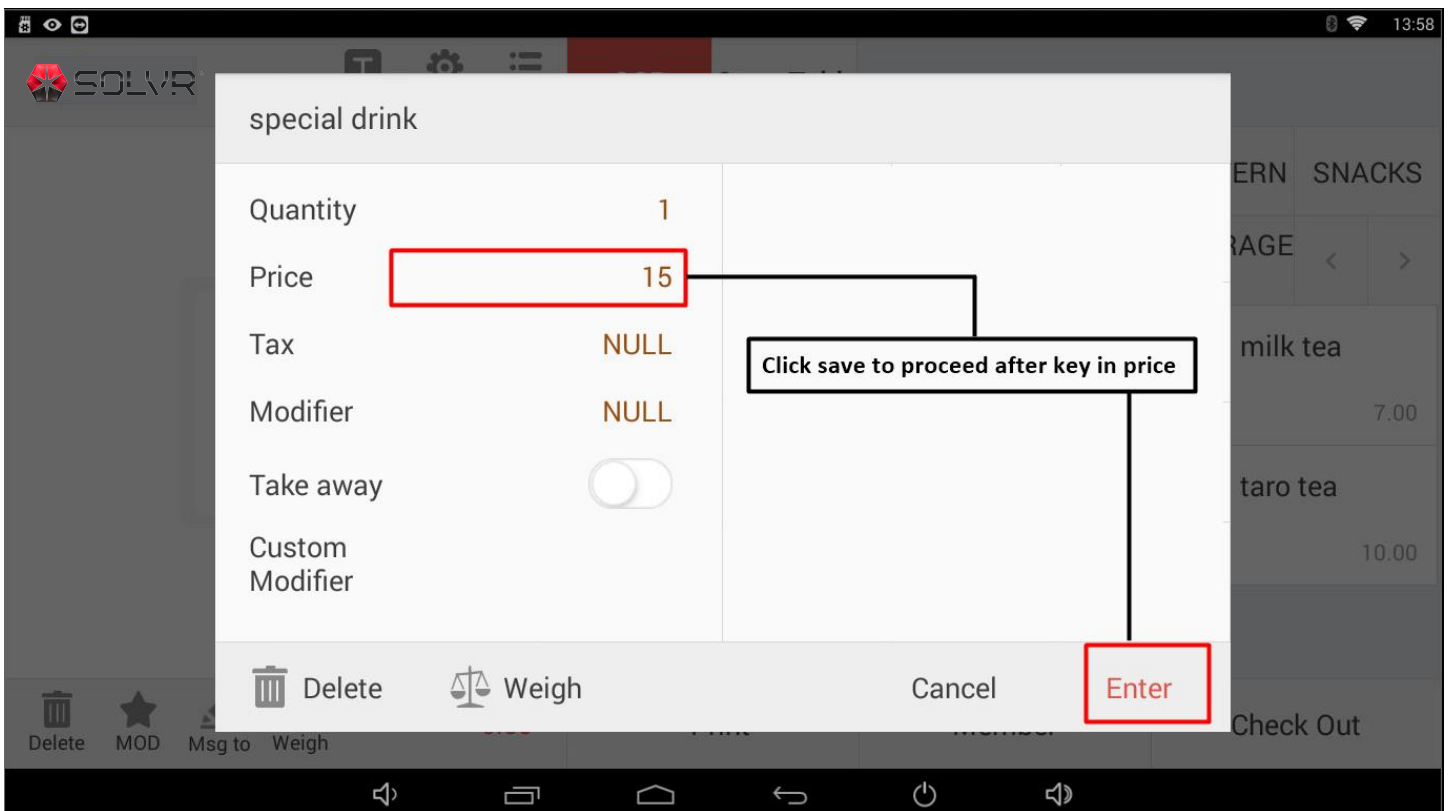 13:58
SOLVR
special drink
ERN SNACKS
Quantity 1
RAGE < >
Price 15
Tax NULL
milk tea
Click save to proceed after key in price
7.00
Modifier NULL
Take away
taro tea
Custom
Modifier
10.00
Delete Weigh Cancel Enter
Check Out
Delete MOD Msg to Weigh